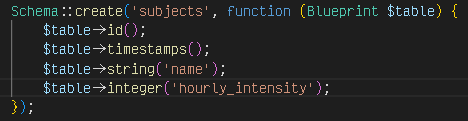 Schema::create('subjects', function (Blueprint $table) {
    $table->id();
    $table->timestamps();
    $table->string('name');
    $table->integer('hourly_intensity');
});